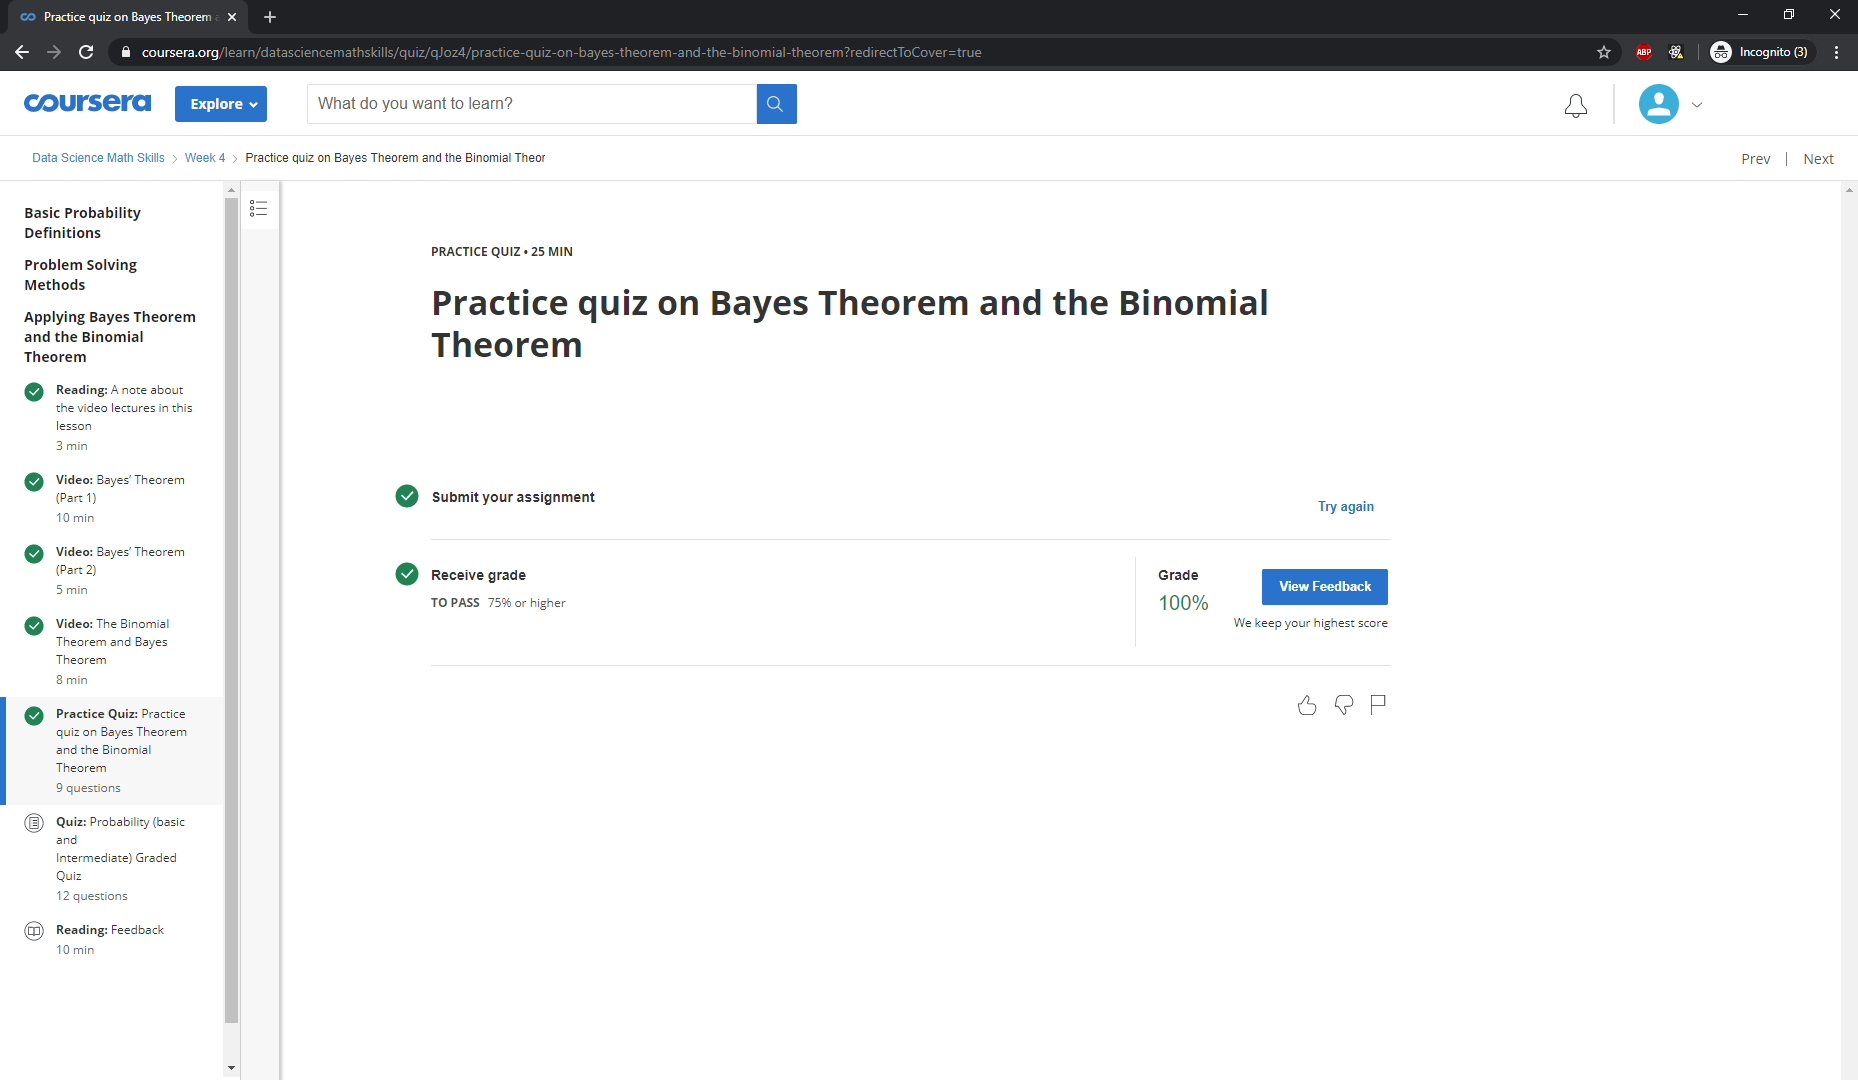 Practice quiz on Bayes Theorem a
coursera.org/learn/datasciencemathskills/quiz/qJoz4/practice-quiz-on-bayes-theorem-and-the-binomial-theorem?redirectToCover=true
ABP
Incognito (3)
coursera
Explore
What do you want to learn?
Data Science Math Skills
Week 4
Practice quiz on Bayes Theorem and the Binomial Theor
Prev
Next
Basic Probability
Definitions
Problem Solving
Methods
Applying Bayes Theorem
and the Binomial
Theorem
Reading: A note about
the video lectures in this
lesson
3 min
Video: Bayes’ Theorem
(Part 1)
10 min
Video: Bayes’ Theorem
(Part 2)
5 min
Video: The Binomial
Theorem and Bayes
Theorem
8 min
Practice Quiz: Practice
quiz on Bayes Theorem
and the Binomial
Theorem
9 questions
Quiz: Probability (basic
and
Intermediate) Graded
Quiz
12 questions
Reading: Feedback
10 min
PRACTICE QUIZ • 25 MIN
Practice quiz on Bayes Theorem and the Binomial
Theorem
Submit your assignment
Try again
Receive grade
TO PASS 75% or higher
Grade
100%
View Feedback
We keep your highest score